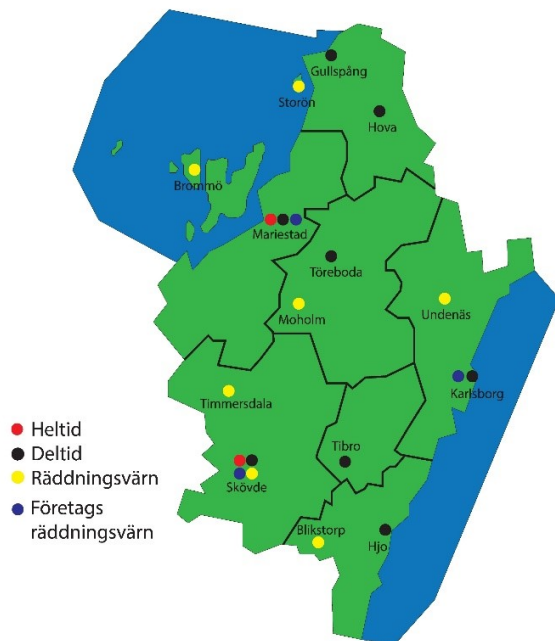 Gullspång
Storön
Hova
Brommö
Mariestad
Töreboda
Moholm
Undenäs
Timmersdala
Karlsborg
Heltid
Deltid
Räddningsvärn
Företags
räddningsvärn
Tibro
Skövde
Blikstorp
Hjo